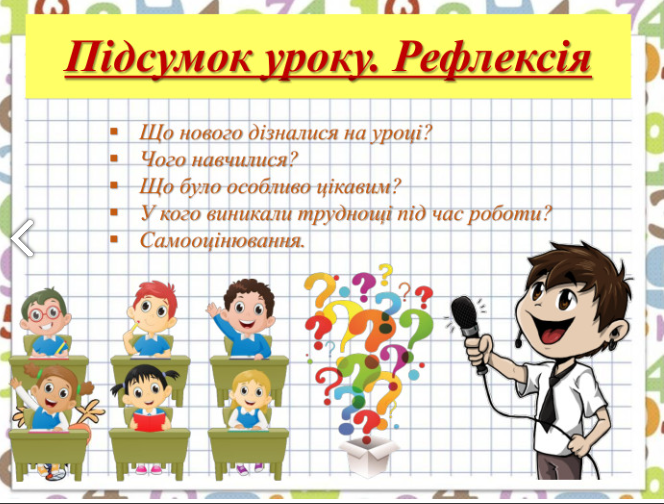 Підсумок уроку. Рефлексія
▪ Що нового дізналися на уроці?
▪ Чого навчилися?
▪ Що було особливо цікавим?
▪ У кого виникали труднощі під час роботи?
▪ Самооцінювання.